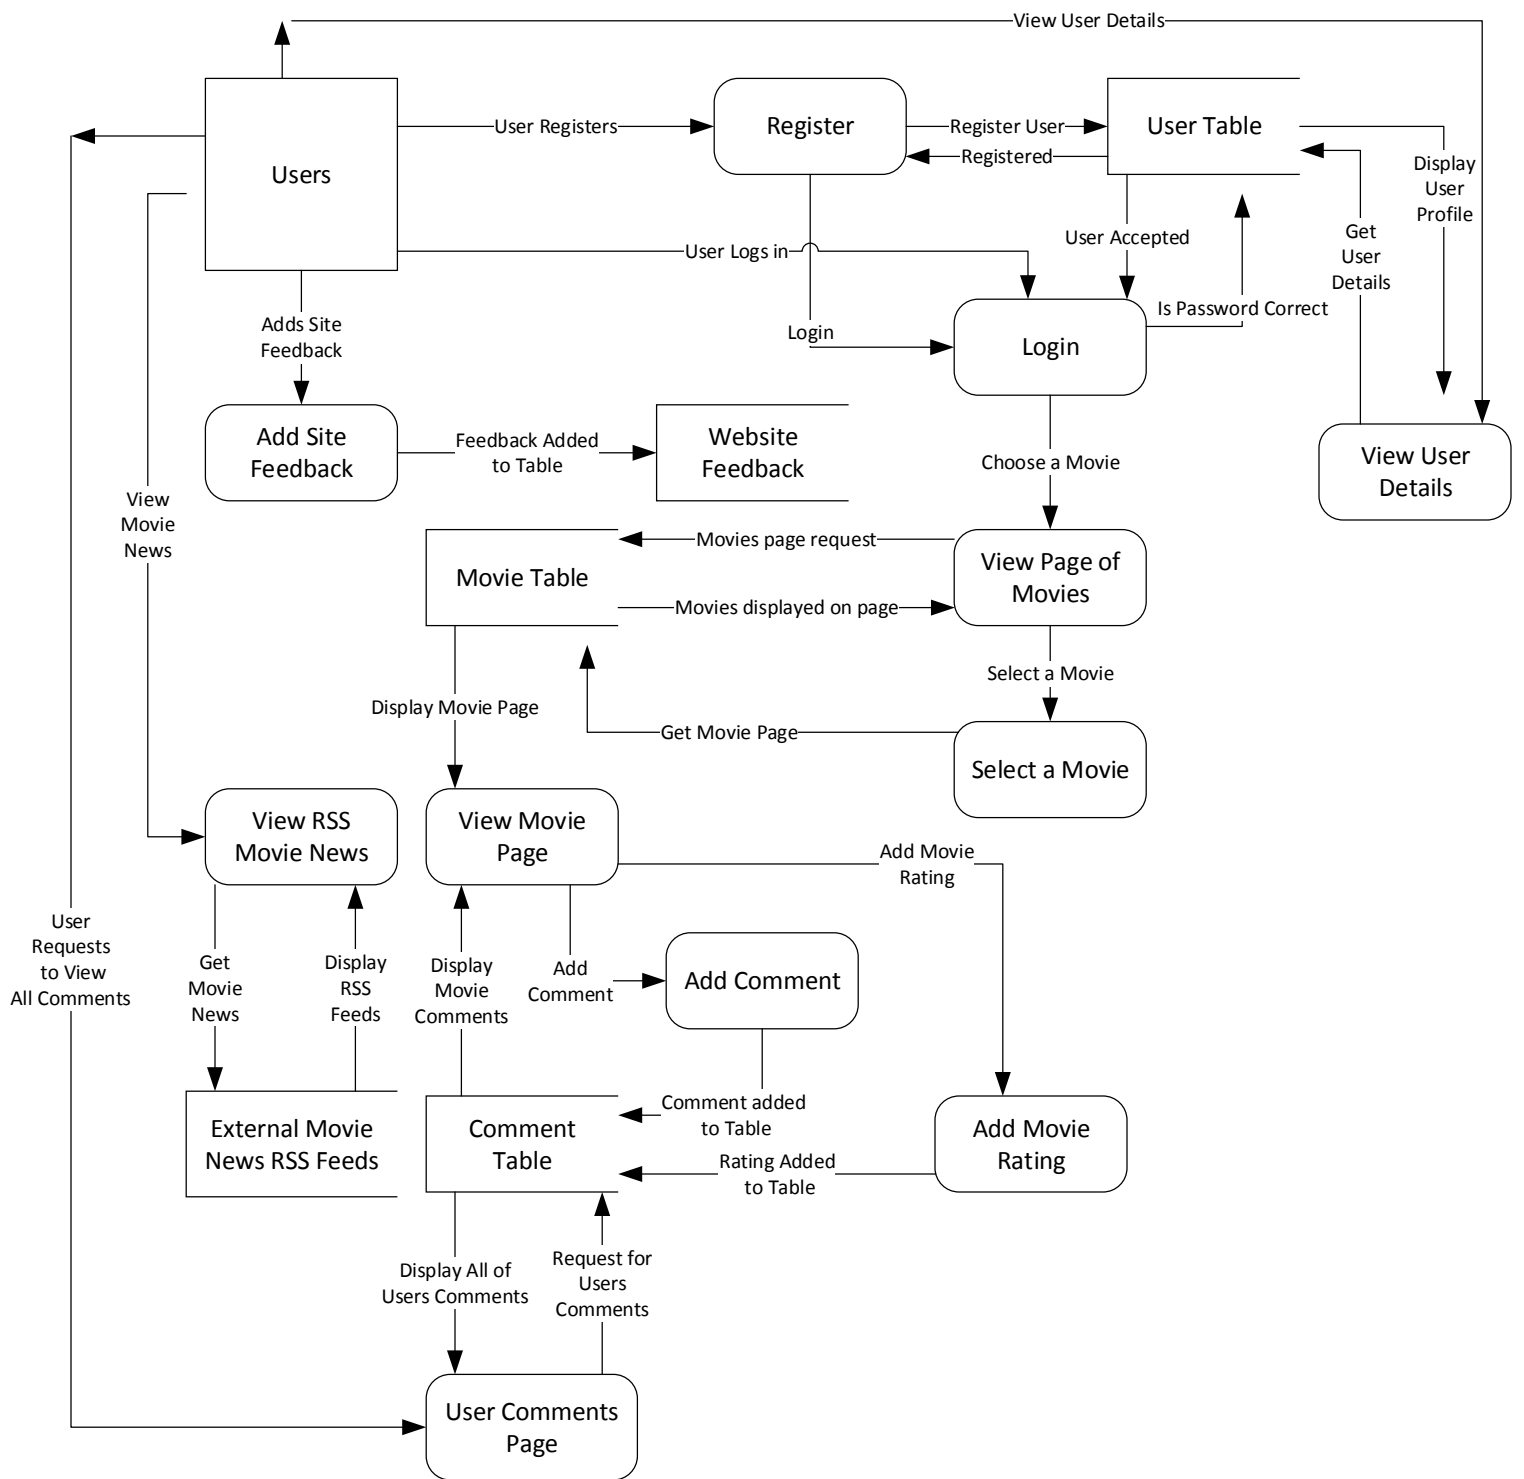 View User Details
Users
User Registers
Register
Register User
Registered
User Table
Display
User
Profile
Get
User
Details
User Logs in
User Accepted
Is Password Correct
Login
Login
Adds Site
Feedback
Add Site
Feedback
Feedback Added
to Table
Website
Feedback
Choose a Movie
View User
Details
View
Movie
News
Movies page request
Movie Table
View Page of
Movies
Movies displayed on page
Select a Movie
Display Movie Page
Get Movie Page
Select a Movie
View RSS
Movie News
View Movie
Page
Add Movie
Rating
User
Requests
to View
All Comments
Get
Movie
News
Display
RSS
Feeds
Display
Movie
Comments
Add
Comment
Add Comment
External Movie
News RSS Feeds
Comment
Table
Comment added
to Table
Rating Added
to Table
Add Movie
Rating
Display All of
Users Comments
Request for
Users
Comments
User Comments
Page